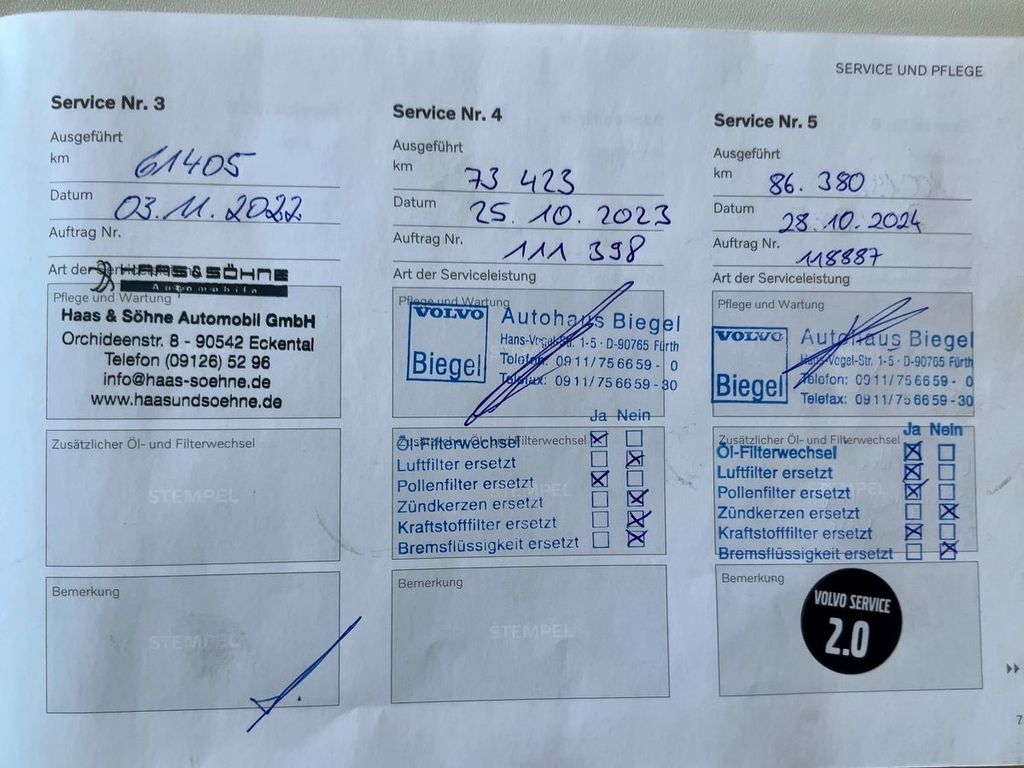 SERVICE UND PFLEGE
Service Nr. 3
Ausgeführt
km 61405
Datum 03.11.2022
Auftrag Nr.
Art der Serviceleistung
HAAS & SÖHNE
Automobile
Pflege und Wartung
Haas & Söhne Automobil GmbH
Orchideenstr. 8 - 90542 Eckental
Telefon (09126) 52 96
info@haas-soehne.de
www.haasundsoehne.de
Zusätzlicher Öl- und Filterwechsel
STEMPEL
Bemerkung
STEMPEL
Service Nr. 4
Ausgeführt
km 73 423
Datum 25.10.2023
Auftrag Nr. 111 398
Art der Serviceleistung
Pflege und Wartung
VOLVO
Biegel
Autohaus Biegel
Hans-Vogel-Str. 1-5 · D-90765 Fürth
Telefon: 0911/756659-0
Telefax: 0911/756659-30
Ja Nein
Zusätzlicher Öl- und Filterwechsel
Öl-Filterwechsel
Luftfilter ersetzt
Pollenfilter ersetzt
Zündkerzen ersetzt
Kraftstofffilter ersetzt
Bremsflüssigkeit ersetzt
Bemerkung
STEMPEL
Service Nr. 5
Ausgeführt
km 86.380
Datum 28.10.2024
Auftrag Nr. 118887
Art der Serviceleistung
Pflege und Wartung
VOLVO
Biegel
Autohaus Biegel
Hans-Vogel-Str. 1-5 · D-90765 Fürth
Telefon: 0911/756659-0
Telefax: 0911/756659-30
Ja Nein
Zusätzlicher Öl- und Filterwechsel
Öl-Filterwechsel
Luftfilter ersetzt
Pollenfilter ersetzt
STEMPEL
Zündkerzen ersetzt
Kraftstofffilter ersetzt
Bremsflüssigkeit ersetzt
Bemerkung
VOLVO SERVICE
2.0
7